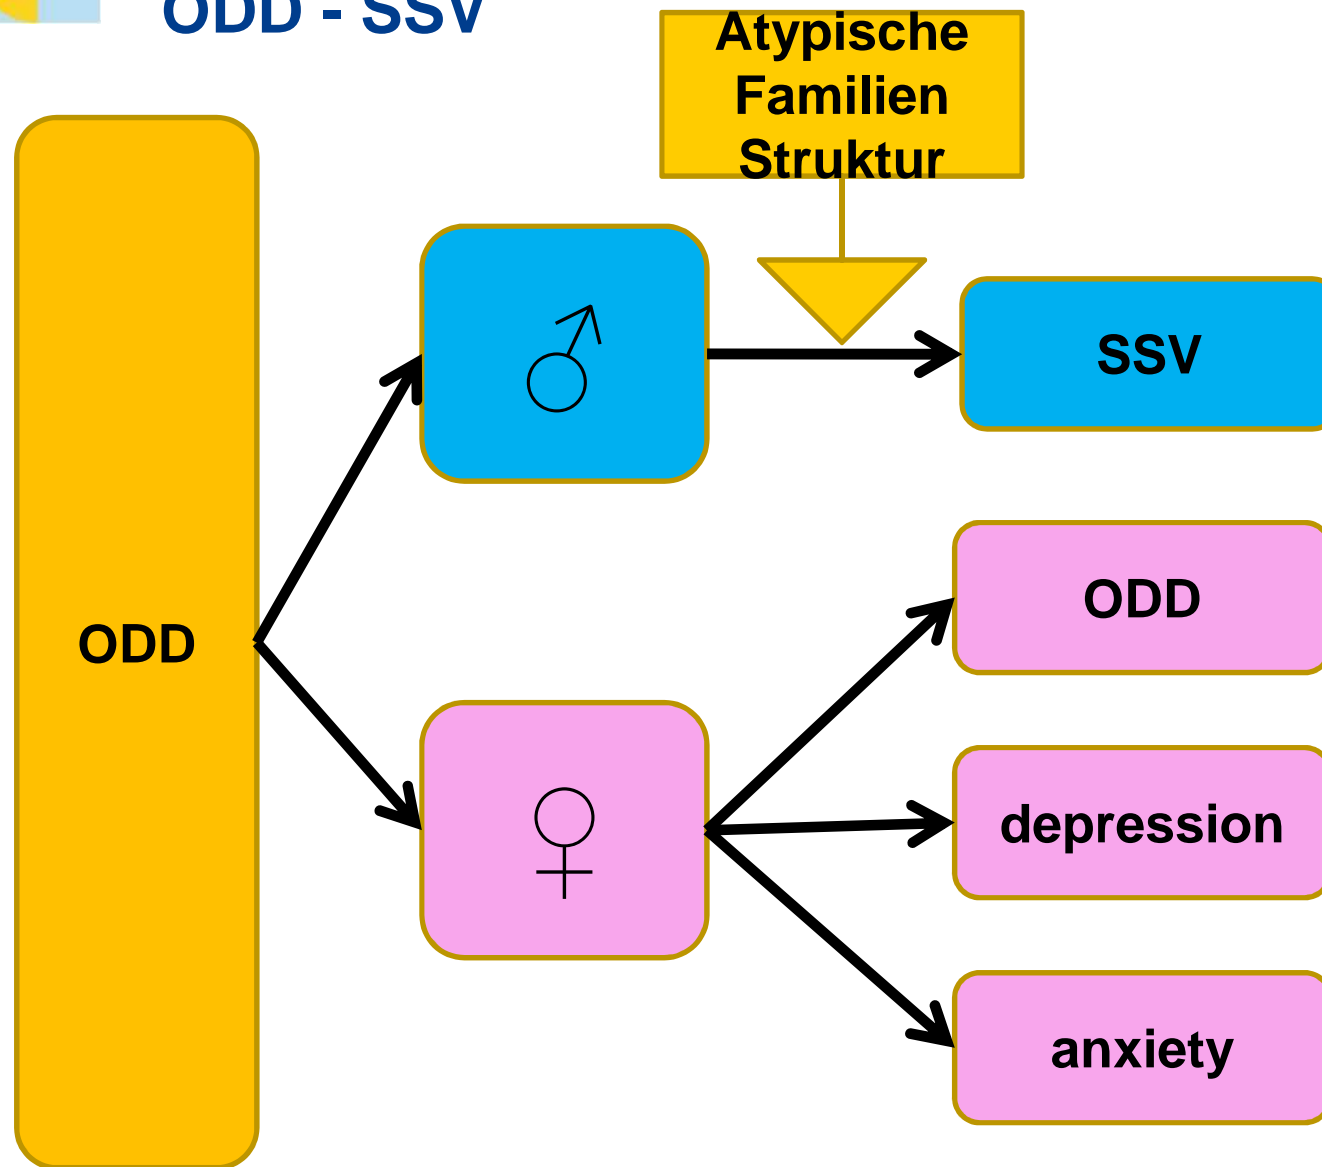 ODD - SSV
Atypische
Familien
Struktur
♂
SSV
ODD
ODD
♀
depression
anxiety